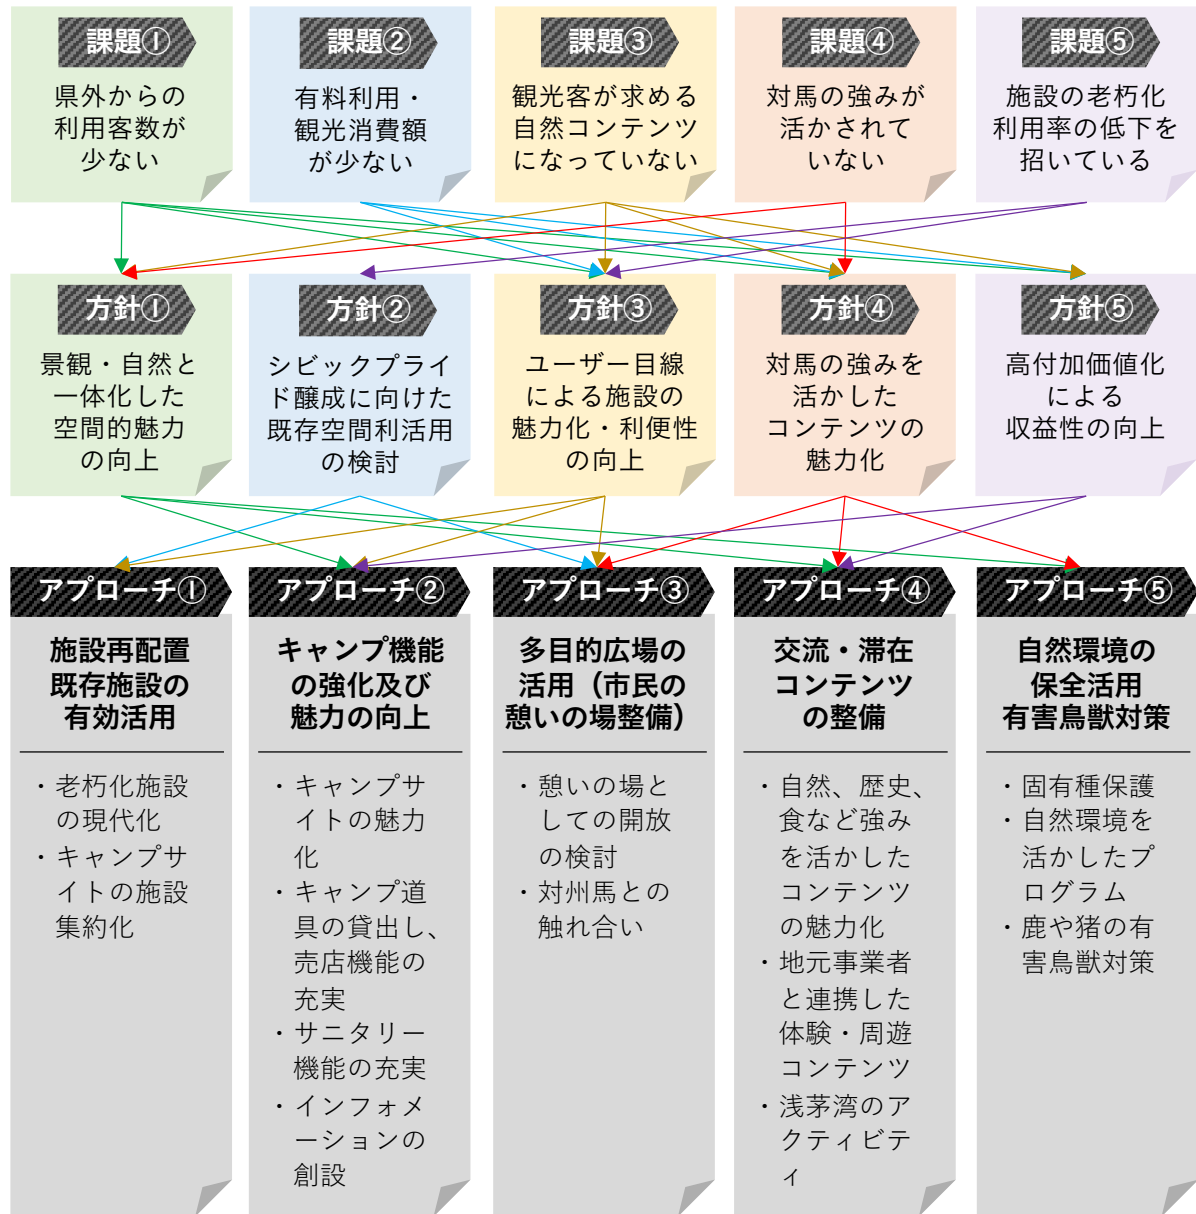 課題①
県外からの
利用客数が
少ない
課題②
有料利用・
観光消費額
が少ない
課題③
観光客が求める
自然コンテンツ
になっていない
課題④
対馬の強みが
活かされて
いない
課題⑤
施設の老朽化
利用率の低下を
招いている
方針①
景観・自然と
一体化した
空間的魅力
の向上
方針②
シビックプライ
ド醸成に向けた
既存空間利活用
の検討
方針③
ユーザー目線
による施設の
魅力化・利便性
の向上
方針④
対馬の強みを
活かした
コンテンツの
魅力化
方針⑤
高付加価値化
による
収益性の向上
アプローチ①
施設再配置
既存施設の
有効活用
・老朽化施設
の現代化
・キャンプサ
イトの施設
集約化
アプローチ②
キャンプ機能
の強化及び
魅力の向上
・キャンプサ
イトの魅力
化
・キャンプ道
具の貸出し、
売店機能の
充実
・サニタリー
機能の充実
・インフォメ
ーションの
創設
アプローチ③
多目的広場の
活用（市民の
憩いの場整備）
・憩いの場と
しての開放
の検討
・対州馬との
触れ合い
アプローチ④
交流・滞在
コンテンツ
の整備
・自然、歴史、
食など強み
を活かした
コンテンツ
の魅力化
・地元事業者
と連携した
体験・周遊
コンテンツ
・浅茅湾のア
クティビテ
ィ
アプローチ⑤
自然環境の
保全活用
有害鳥獣対策
・固有種保護
・自然環境を
活かしたプ
ログラム
・鹿や猪の有
害鳥獣対策